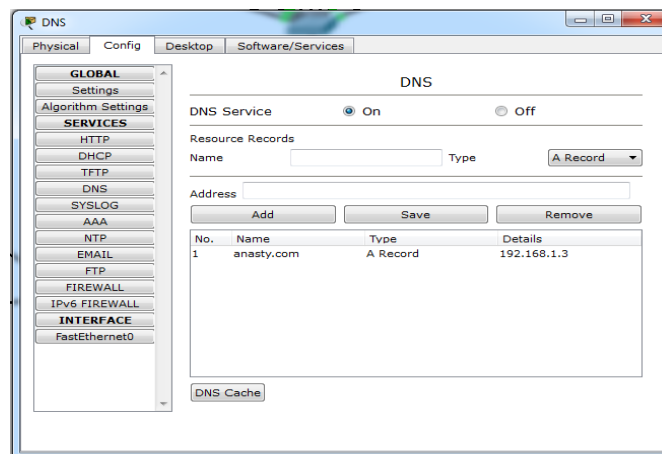 DNS
Physical Config Desktop Software/Services
GLOBAL
Settings
Algorithm Settings
SERVICES
HTTP
DHCP
TFTP
DNS
SYSLOG
AAA
NTP
EMAIL
FTP
FIREWALL
IPv6 FIREWALL
INTERFACE
FastEthernet0
DNS
DNS Service On Off
Resource Records
Name Type A Record
Address
Add Save Remove
No. Name Type Details
1 anasty.com A Record 192.168.1.3
DNS Cache